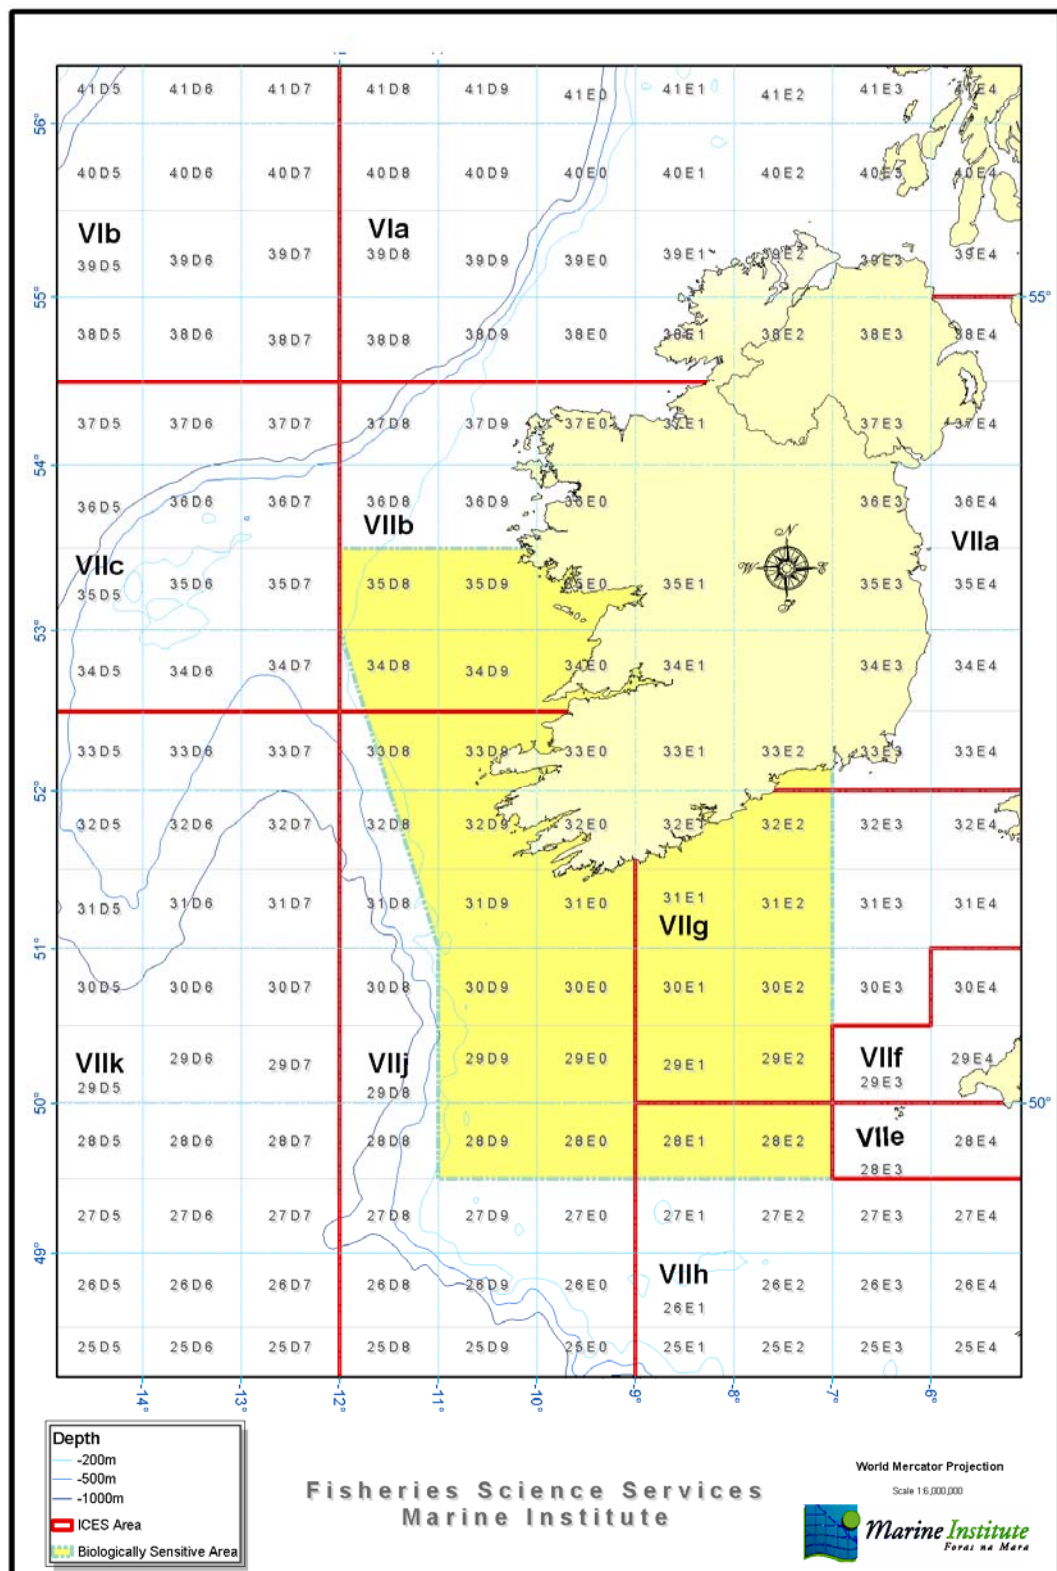 41D5 41D6 41D7 41D8 41D9 41E0 41E1 41E2 41E3 41E4
56°
40D5 40D6 40D7 40D8 40D9 40E0 40E1 40E2 40E3 40E4
VIb VIa
39D5 39D6 39D7 39D8 39D9 39E0 39E1 39E2 39E3 39E4
55° 55°
38D5 38D6 38D7 38D8 38D9 38E0 38E1 38E2 38E3 38E4
37D5 37D6 37D7 37D8 37D9 37E0 37E1 37E3 37E4
54°
36D5 36D6 36D7 36D8 36D9 36E0 36E3 36E4
VIIb
N
VIIc VIIa
W E
S
35D5 35D6 35D7 35D8 35D9 35E0 35E1 35E3 35E4
53°
34D5 34D6 34D7 34D8 34D9 34E0 34E1 34E3 34E4
33D5 33D6 33D7 33D8 33D9 33E0 33E1 33E2 33E3 33E4
52°
32D5 32D6 32D7 32D8 32D9 32E0 32E1 32E2 32E3 32E4
31D5 31D6 31D7 31D8 31D9 31E0 31E1 31E2 31E3 31E4
VIIg
51°
30D5 30D6 30D7 30D8 30D9 30E0 30E1 30E2 30E3 30E4
VIIk VIIj VIIf
29D5 29D6 29D7 29D8 29D9 29E0 29E1 29E2 29E3 29E4
50° 50°
28D5 28D6 28D7 28D8 28D9 28E0 28E1 28E2 28E3 28E4
VIIe
27D5 27D6 27D7 27D8 27D9 27E0 27E1 27E2 27E3 27E4
49°
VIIh
26D5 26D6 26D7 26D8 26D9 26E0 26E1 26E2 26E3 26E4
25D5 25D6 25D7 25D8 25D9 25E0 25E1 25E2 25E3 25E4
-14° -13° -12° -11° -10° -9° -8° -7° -6°
Depth
-200m
-500m
-1000m
ICES Area
Biologically Sensitive Area
Fisheries Science Services
Marine Institute
World Mercator Projection
Scale 1:6,000,000
Marine Institute
Foras na Mara